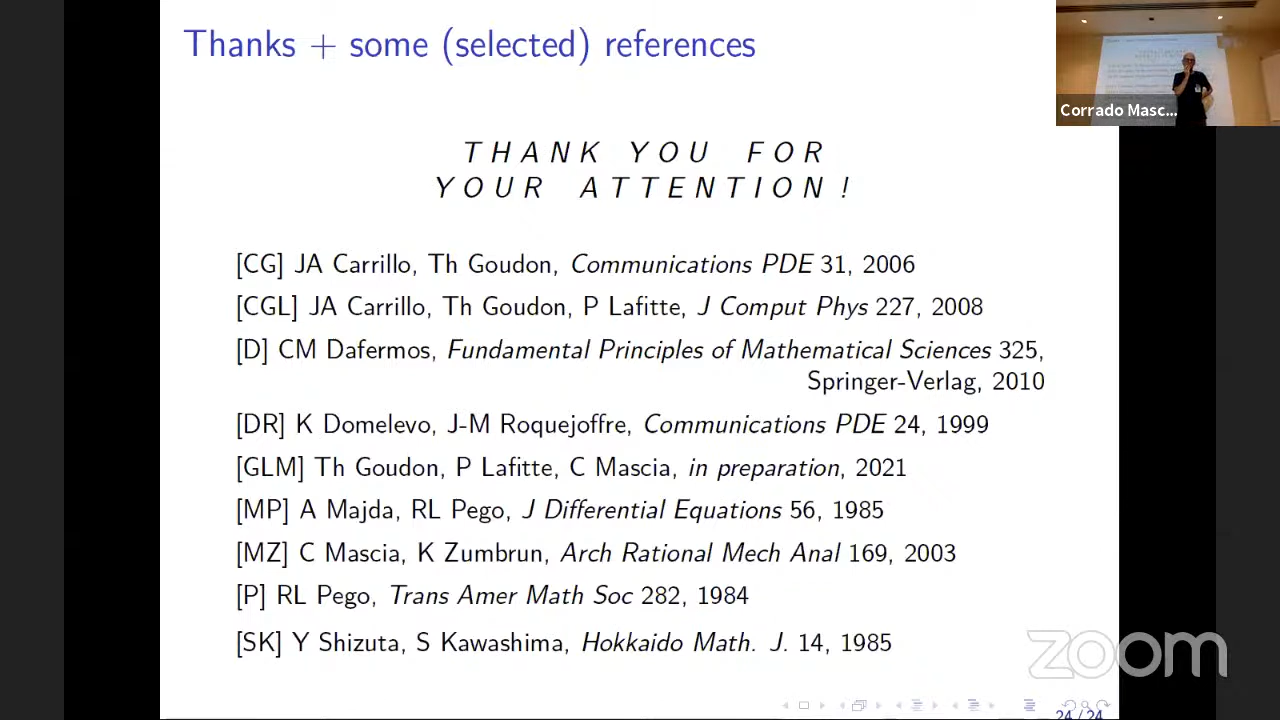 Thanks + some (selected) references
Corrado Masc...
THANK YOU FOR
YOUR ATTENTION!
[CG] JA Carrillo, Th Goudon, Communications PDE 31, 2006
[CGL] JA Carrillo, Th Goudon, P Lafitte, J Comput Phys 227, 2008
[D] CM Dafermos, Fundamental Principles of Mathematical Sciences 325,
Springer-Verlag, 2010
[DR] K Domelevo, J-M Roquejoffre, Communications PDE 24, 1999
[GLM] Th Goudon, P Lafitte, C Mascia, in preparation, 2021
[MP] A Majda, RL Pego, J Differential Equations 56, 1985
[MZ] C Mascia, K Zumbrun, Arch Rational Mech Anal 169, 2003
[P] RL Pego, Trans Amer Math Soc 282, 1984
[SK] Y Shizuta, S Kawashima, Hokkaido Math. J. 14, 1985
zoom
24 / 24